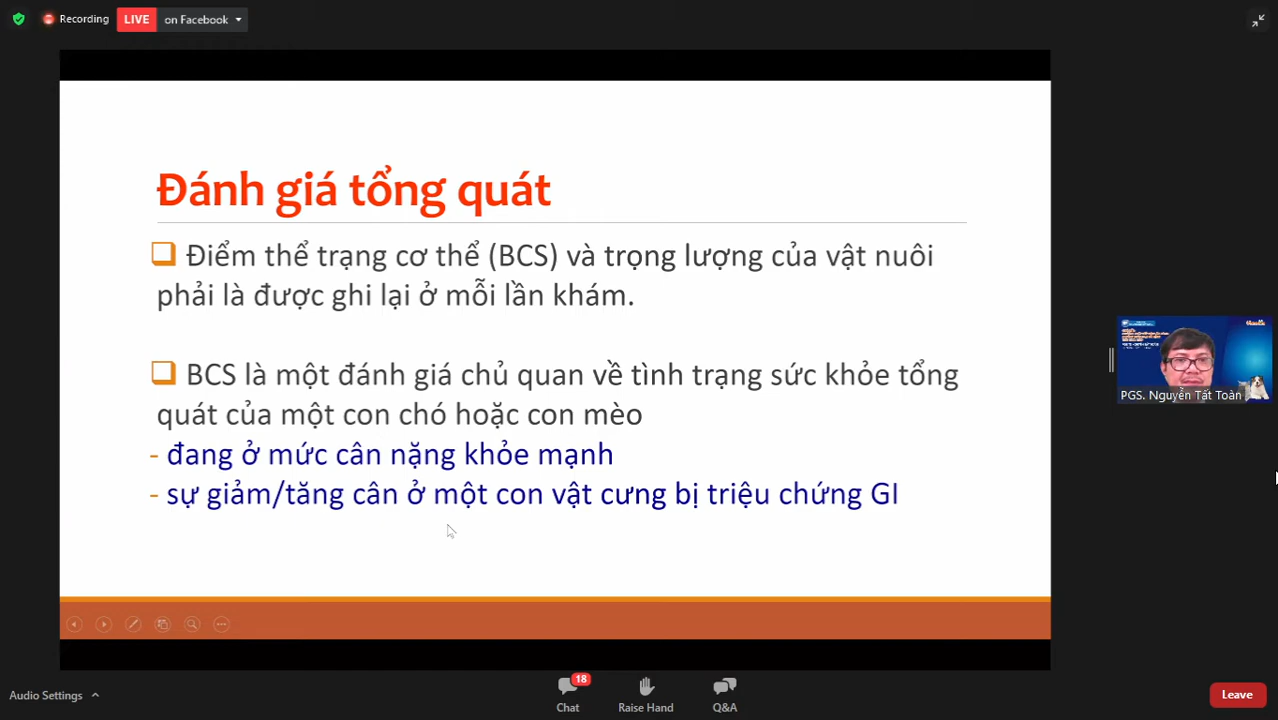 Recording
LIVE on Facebook
Đánh giá tổng quát
Điểm thể trạng cơ thể (BCS) và trọng lượng của vật nuôi
phải là được ghi lại ở mỗi lần khám.
BCS là một đánh giá chủ quan về tình trạng sức khỏe tổng
quát của một con chó hoặc con mèo
- đang ở mức cân nặng khỏe mạnh
- sự giảm/tăng cân ở một con vật cưng bị triệu chứng GI
PGS. Nguyễn Tất Toàn
Audio Settings
18
Chat
Raise Hand
Q&A
Leave